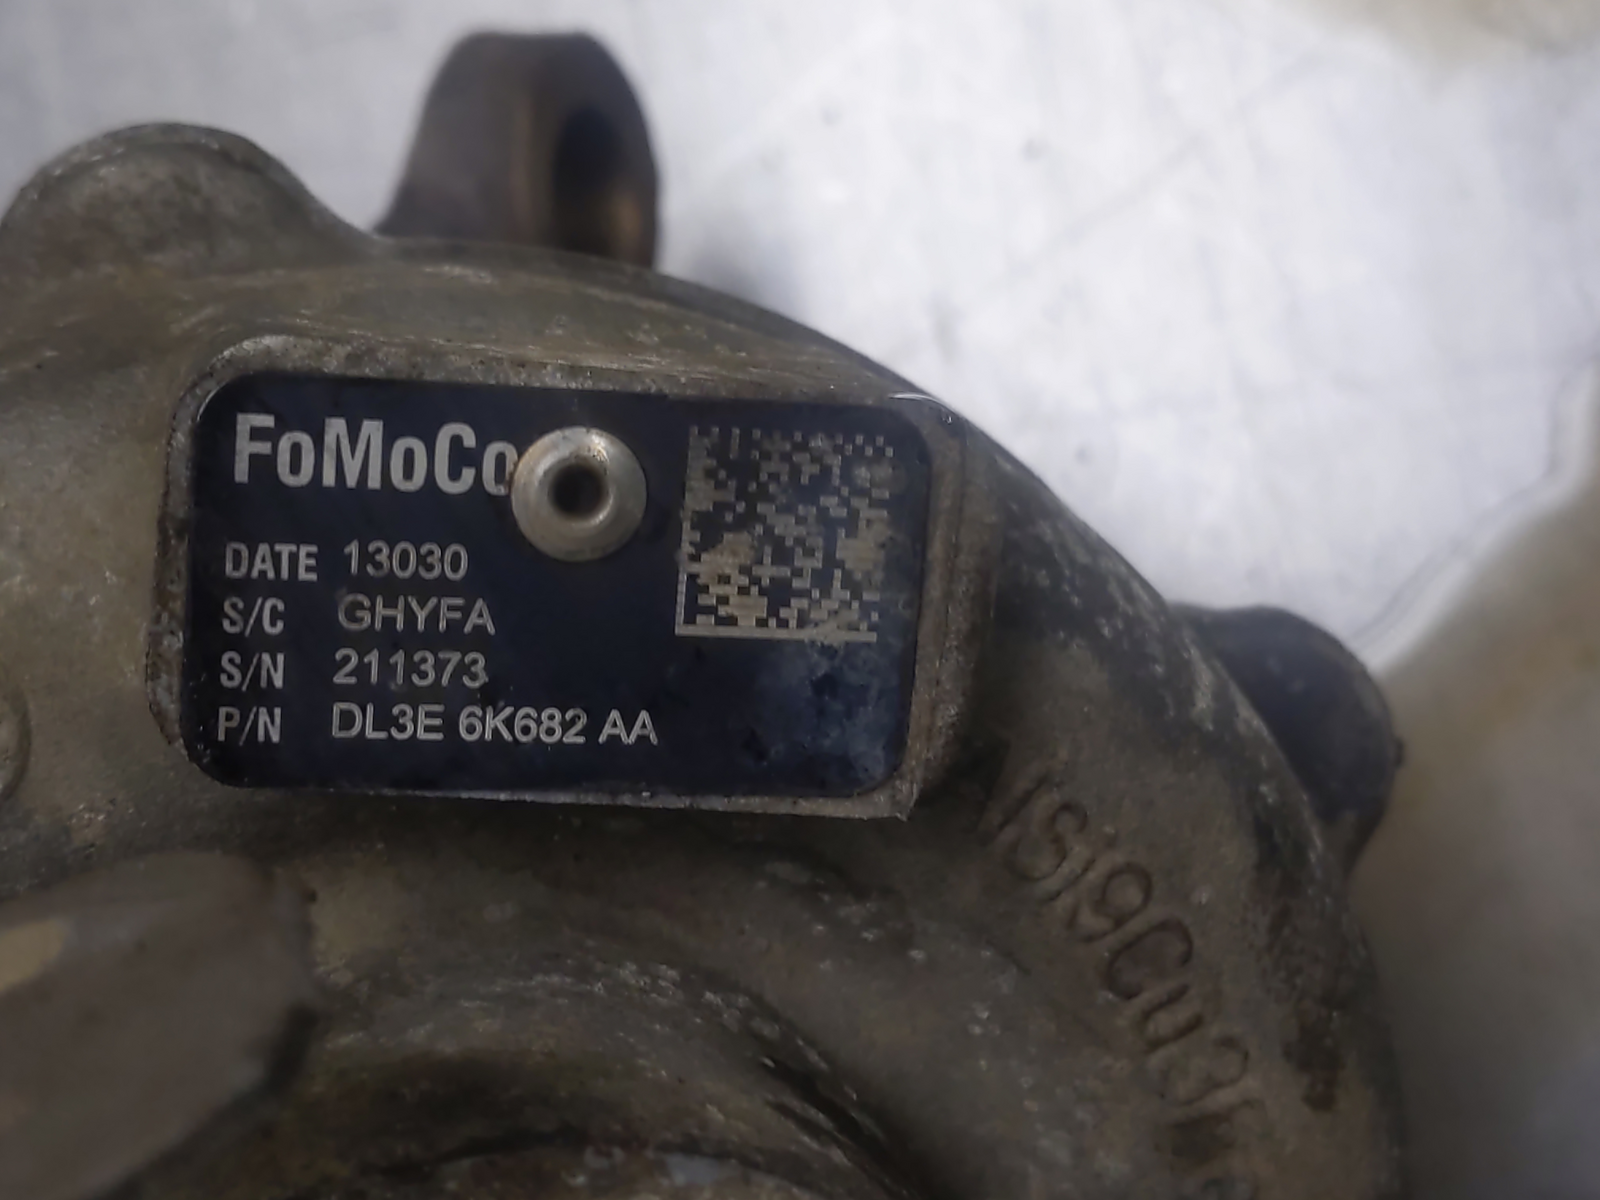 FoMoCo
DATE 13030
S/C GHYFA
S/N 211373
P/N DL3E 6K682 AA